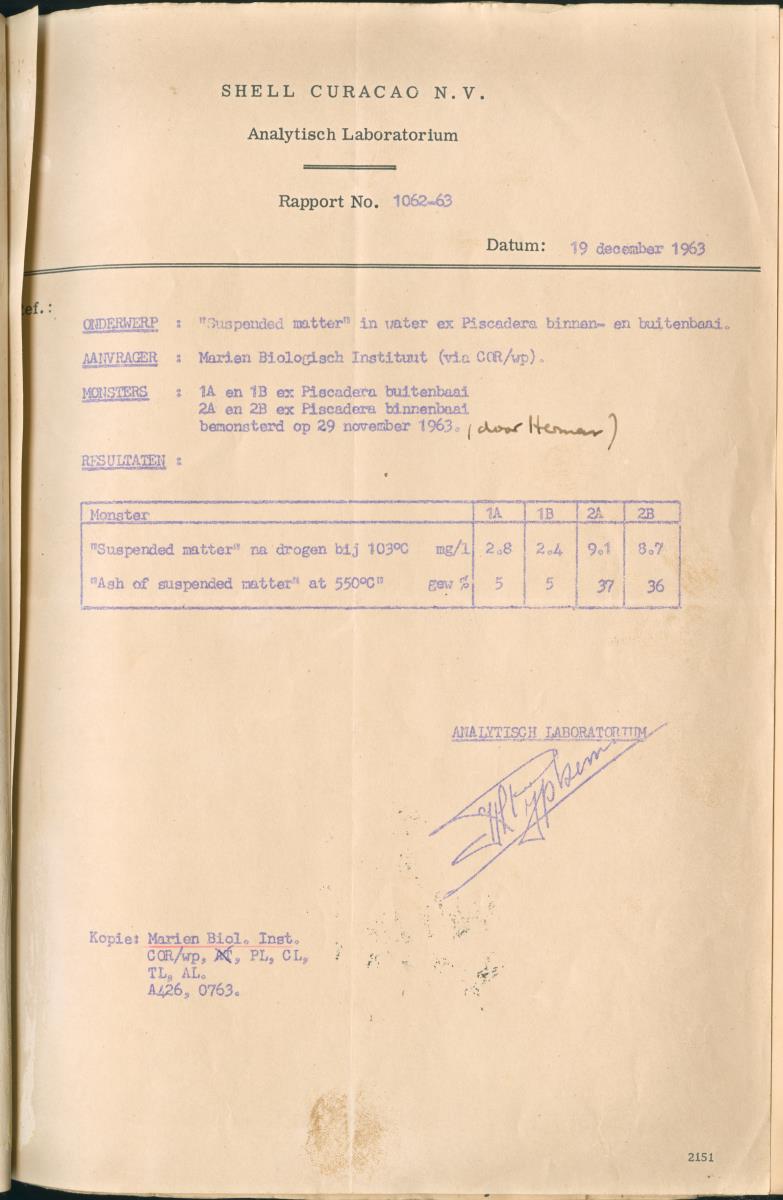 SHELL CURACAO N.V.
Analytisch Laboratorium
Rapport No. 1062-63
Datum: 19 december 1963
ef.:
ONDERWERP : "Suspended matter" in water ex Piscadera binnen- en buitenbaai.
AANVRAGER : Marien Biologisch Instituut (via COR/wp).
MONSTERS : 1A en 1B ex Piscadera buitenbaai
2A en 2B ex Piscadera binnenbaai
bemonsterd op 29 november 1963. (door Herman)
RESULTATEN :
Monster 1A 1B 2A 2B
"Suspended matter" na drogen bij 103°C mg/l 2.8 2.4 9.1 8.7
"Ash of suspended matter" at 550°C" gew % 5 5 37 36
ANALYTISCH LABORATORIUM
Kopie: Marien Biol. Inst.
COR/wp, AT, PL, CL,
TL, AL.
A426, 0763.
2151